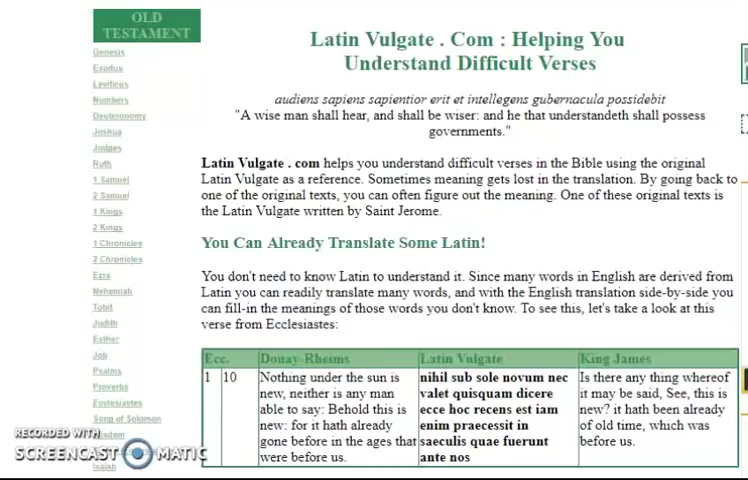 OLD
TESTAMENT
Genesis
Exodus
Leviticus
Numbers
Deuteronomy
Joshua
Judges
Ruth
1 Samuel
2 Samuel
1 Kings
2 Kings
1 Chronicles
2 Chronicles
Ezra
Nehemiah
Tobit
Judith
Esther
Job
Psalms
Proverbs
Ecclesiastes
Song of Solomon
Isaiah
Latin Vulgate . Com : Helping You
Understand Difficult Verses
audiens sapiens sapientior erit et intellegens gubernacula possidebit
"A wise man shall hear, and shall be wiser: and he that understandeth shall possess
governments."
Latin Vulgate . com helps you understand difficult verses in the Bible using the original
Latin Vulgate as a reference. Sometimes meaning gets lost in the translation. By going back to
one of the original texts, you can often figure out the meaning. One of these original texts is
the Latin Vulgate written by Saint Jerome.
You Can Already Translate Some Latin!
You don't need to know Latin to understand it. Since many words in English are derived from
Latin you can readily translate many words, and with the English translation side-by-side you
can fill-in the meanings of those words you don't know. To see this, let's take a look at this
verse from Ecclesiastes:
Ecc. Douay-Rheims Latin Vulgate King James
1 10
Nothing under the sun is
new, neither is any man
able to say: Behold this is
new: for it hath already
gone before in the ages that
were before us.
nihil sub sole novum nec
valet quisquam dicere
ecce hoc recens est iam
enim praecessit in
saeculis quae fuerunt
ante nos
Is there any thing whereof
it may be said, See, this is
new? it hath been already
of old time, which was
before us.
RECORDED WITH
SCREENCAST MATIC